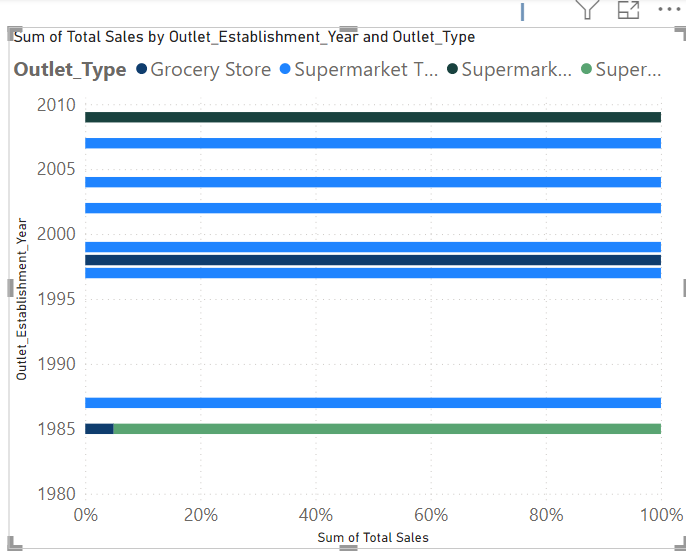 Sum of Total Sales by Outlet_Establishment_Year and Outlet_Type
Outlet_Type Grocery Store Supermarket T... Supermark... Super...
2010
2005
2000
1995
1990
1985
1980
Outlet_Establishment_Year
0% 20% 40% 60% 80% 100%
Sum of Total Sales